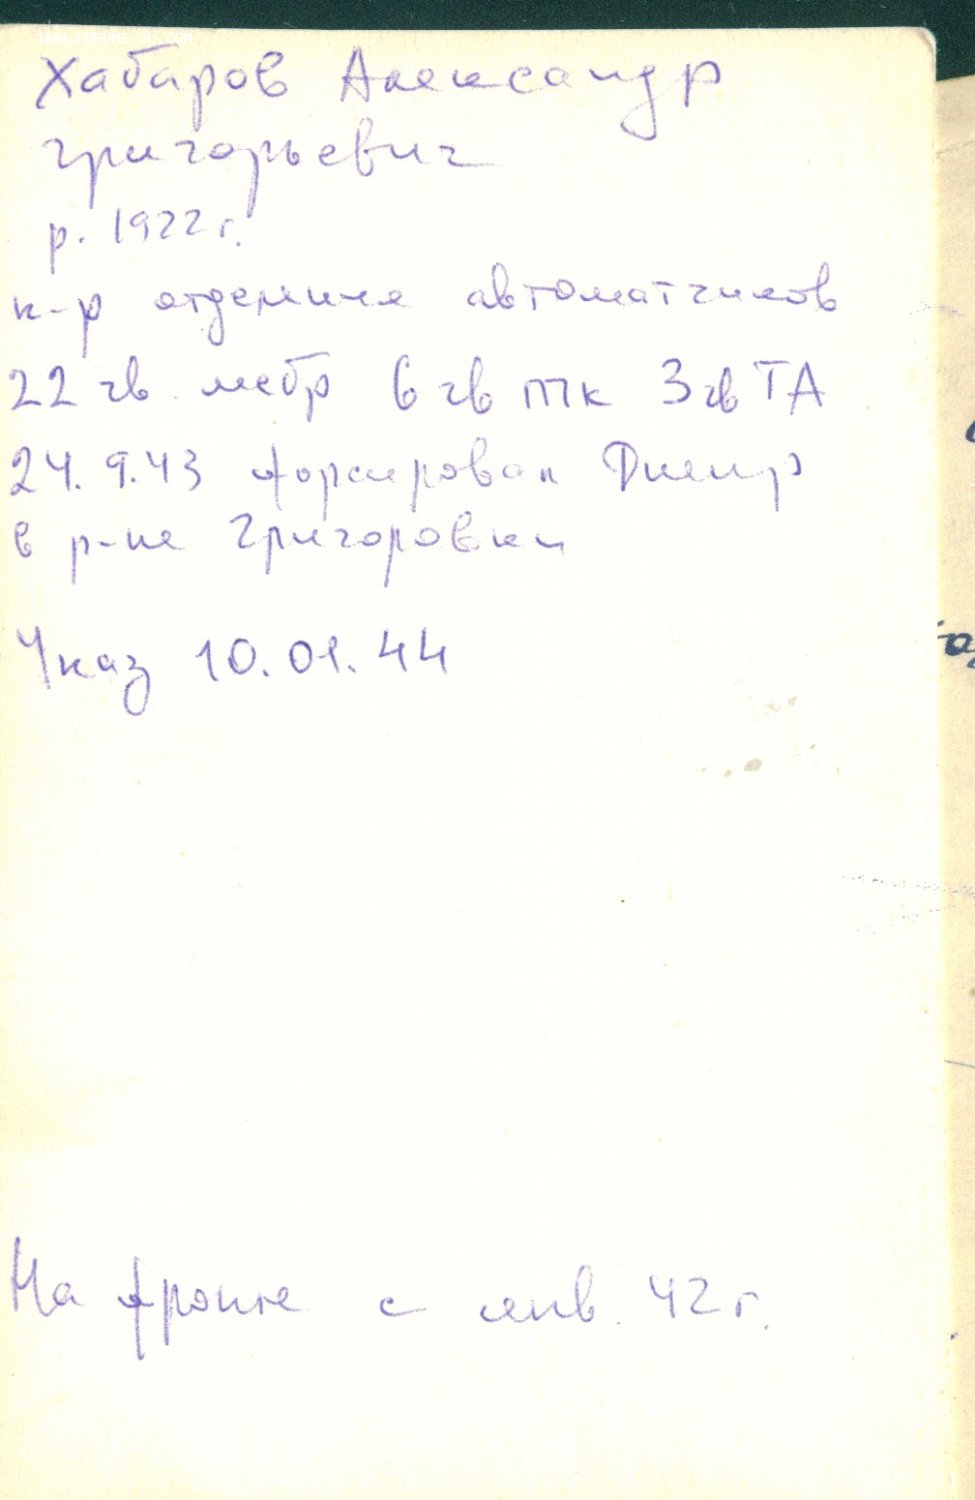 Хабаров Александр
Григорьевич
р. 1922 г.
к-р отделения автоматчиков
22 гв. мсбр 6 гв тк 3 гв ТА
24.9.43 форсировал Днепр
в р-не Григоровки
Указ 10.01.44
На фронте с янв. 42 г.